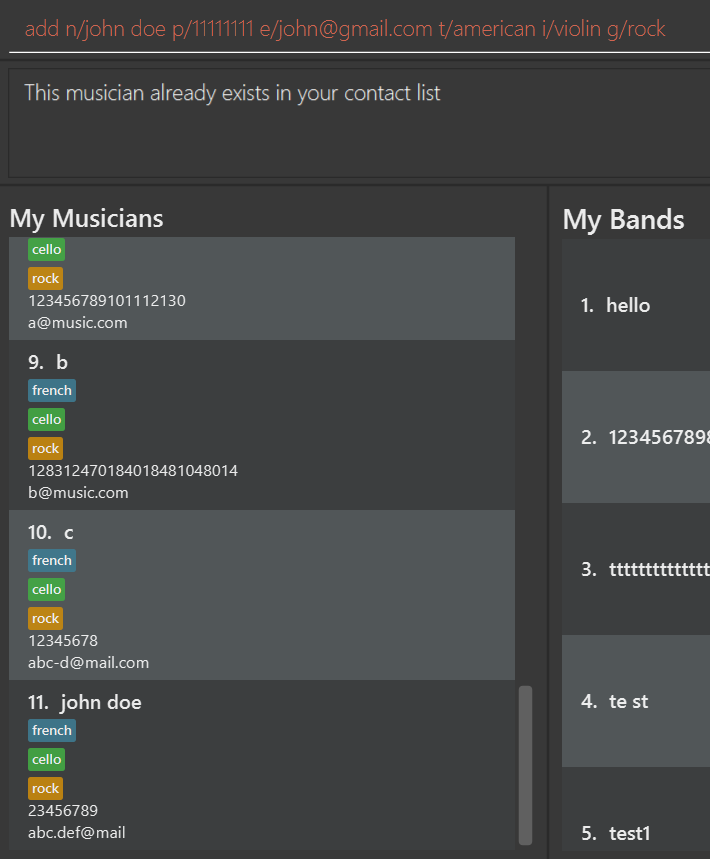 add n/john doe p/11111111 e/john@gmail.com t/american i/violin g/rock
This musician already exists in your contact list
My Musicians
cello
rock
123456789101112130
a@music.com
9. b
french
cello
rock
128312470184018481048014
b@music.com
10. c
french
cello
rock
12345678
abc-d@mail.com
11. john doe
french
cello
rock
23456789
abc.def@mail
My Bands
1. hello
2.123456789
3. tttttttttttttt
4. te st
5. test1